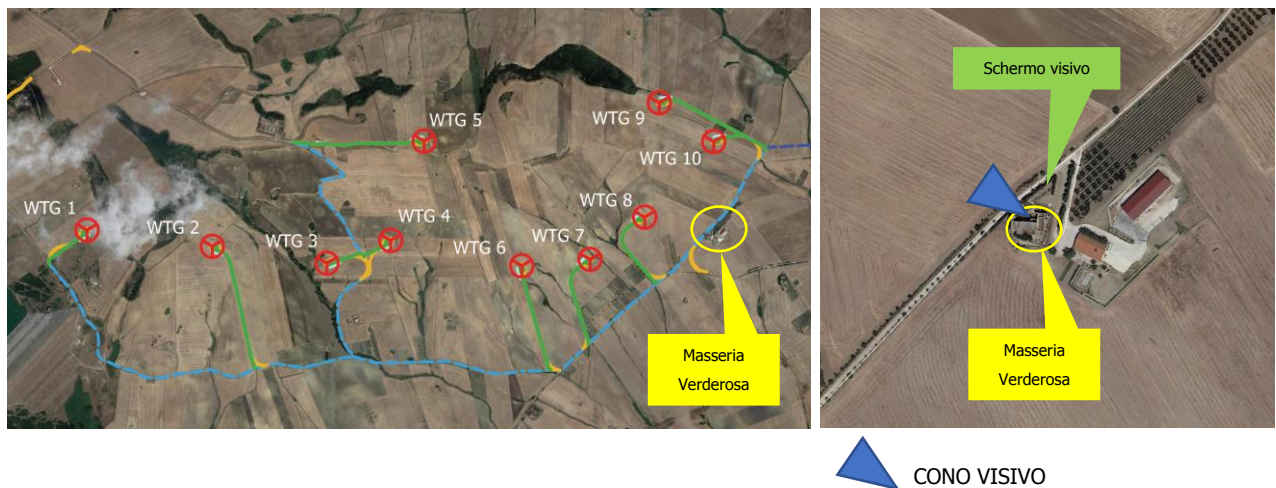 WTG 1
WTG 2
WTG 3
WTG 4
WTG 5
WTG 6
WTG 7
WTG 8
WTG 9
WTG 10
Masseria
Verderosa
Schermo visivo
Masseria
Verderosa
CONO VISIVO